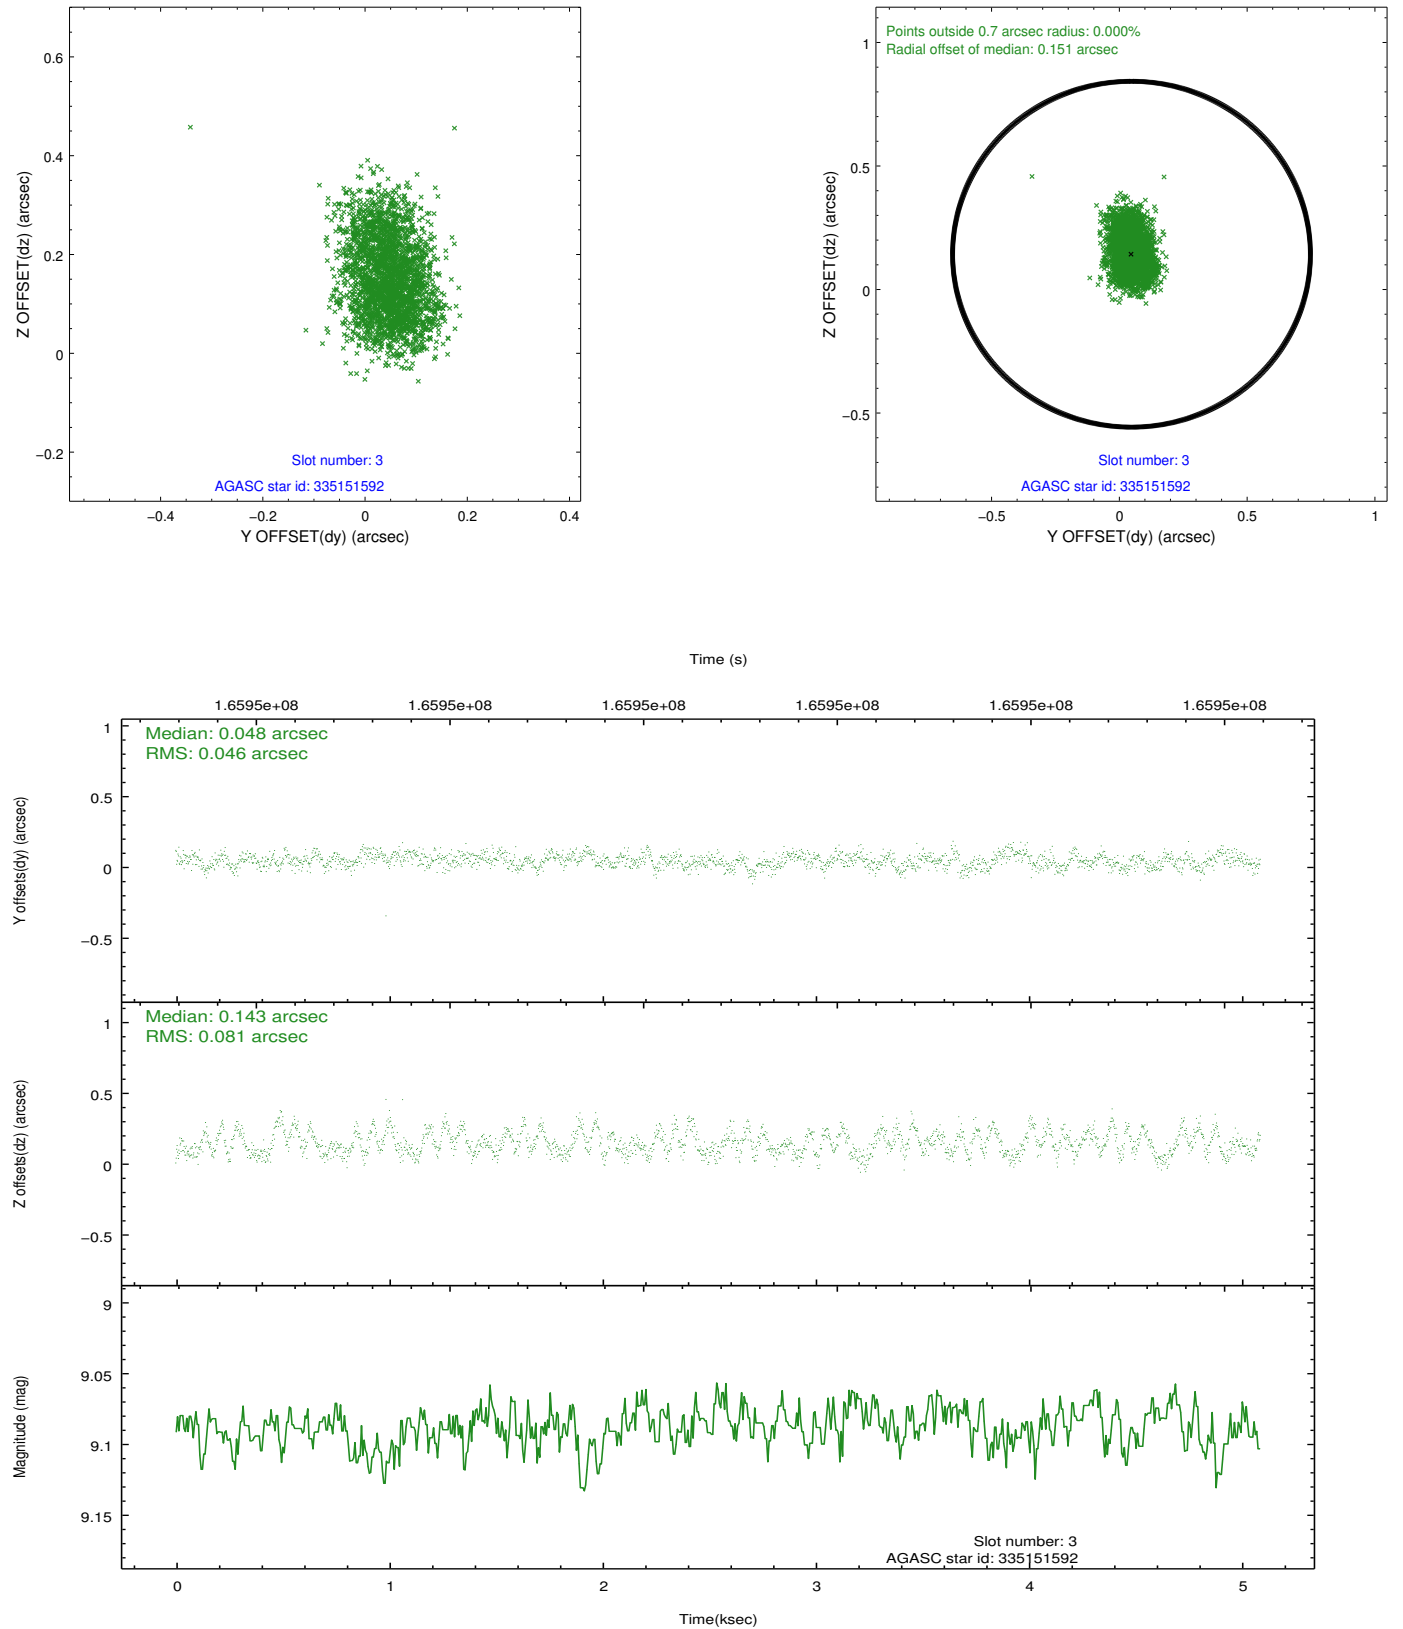 0.6
0.4
0.2
0
−0.2
Z OFFSET(dz) (arcsec)
Slot number: 3
AGASC star id: 335151592
−0.4 −0.2 0 0.2 0.4
Y OFFSET(dy) (arcsec)
Points outside 0.7 arcsec radius: 0.000%
Radial offset of median: 0.151 arcsec
1
0.5
0
−0.5
Z OFFSET(dz) (arcsec)
Slot number: 3
AGASC star id: 335151592
−0.5 0 0.5 1
Y OFFSET(dy) (arcsec)
Time (s)
1.6595e+08 1.6595e+08 1.6595e+08 1.6595e+08 1.6595e+08 1.6595e+08
Median: 0.048 arcsec
RMS: 0.046 arcsec
1
0.5
0
−0.5
Y offsets(dy) (arcsec)
Median: 0.143 arcsec
RMS: 0.081 arcsec
1
0.5
0
−0.5
Z offsets(dz) (arcsec)
9
9.05
9.1
9.15
Magnitude (mag)
Slot number: 3
AGASC star id: 335151592
0 1 2 3 4 5
Time(ksec)